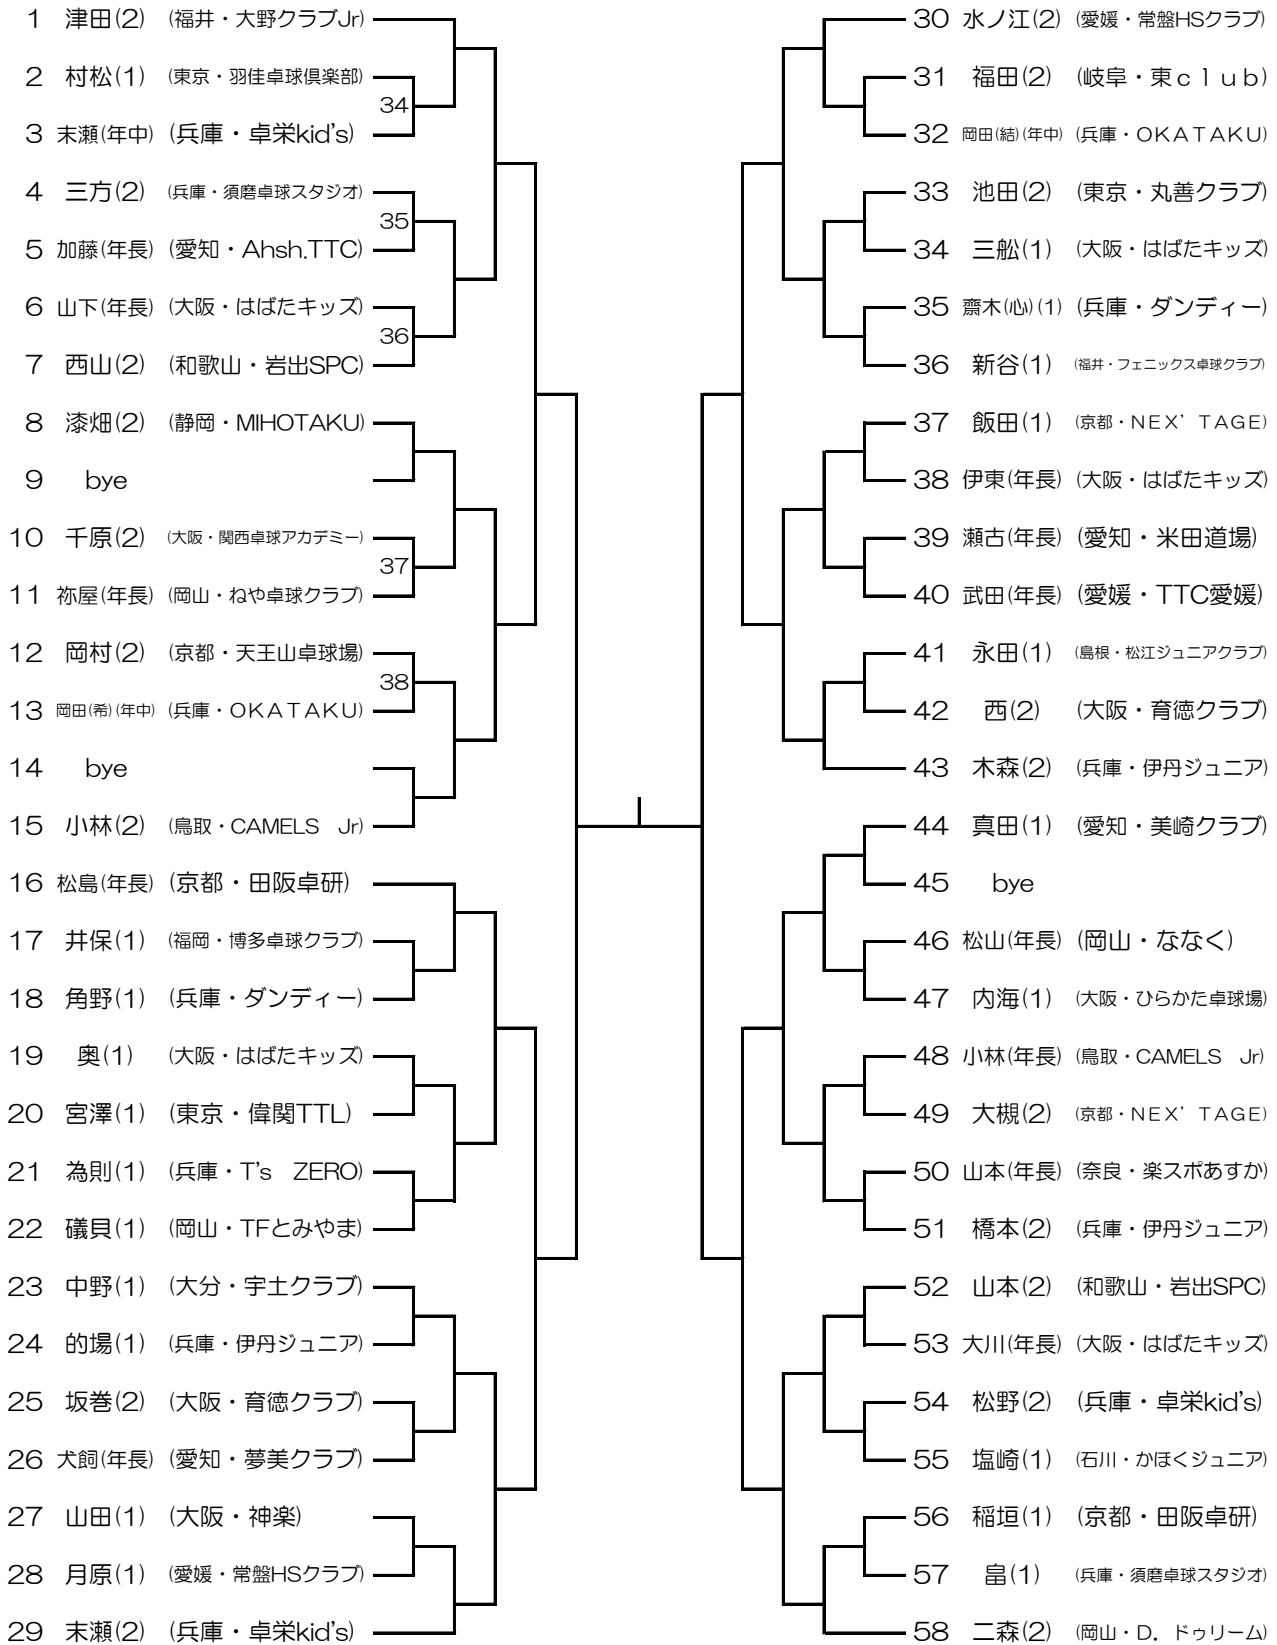 1 津田(2) (福井・大野クラブJr)
2 村松(1) (東京・羽佳卓球倶楽部)
34
3 末瀬(年中) (兵庫・卓栄kid's)
4 三方(2) (兵庫・須磨卓球スタジオ)
35
5 加藤(年長) (愛知・Ahsh.TTC)
6 山下(年長) (大阪・はばたキッズ)
36
7 西山(2) (和歌山・岩出SPC)
8 漆畑(2) (静岡・MIHOTAKU)
9 bye
10 千原(2) (大阪・関西卓球アカデミー)
37
11 祢屋(年長) (岡山・ねや卓球クラブ)
12 岡村(2) (京都・天王山卓球場)
38
13 岡田(希)(年中) (兵庫・OKATAKU)
14 bye
15 小林(2) (鳥取・CAMELS Jr)
16 松島(年長) (京都・田阪卓研)
17 井保(1) (福岡・博多卓球クラブ)
18 角野(1) (兵庫・ダンディー)
19 奥(1) (大阪・はばたキッズ)
20 宮澤(1) (東京・偉関TTL)
21 為則(1) (兵庫・T's ZERO)
22 礒貝(1) (岡山・TFとみやま)
23 中野(1) (大分・宇土クラブ)
24 的場(1) (兵庫・伊丹ジュニア)
25 坂巻(2) (大阪・育徳クラブ)
26 犬飼(年長) (愛知・夢美クラブ)
27 山田(1) (大阪・神楽)
28 月原(1) (愛媛・常盤HSクラブ)
29 末瀬(2) (兵庫・卓栄kid's)
30 水ノ江(2) (愛媛・常盤HSクラブ)
31 福田(2) (岐阜・東club)
32 岡田(結)(年中) (兵庫・OKATAKU)
33 池田(2) (東京・丸善クラブ)
34 三舩(1) (大阪・はばたキッズ)
35 齋木(心)(1) (兵庫・ダンディー)
36 新谷(1) (福井・フェニックス卓球クラブ)
37 飯田(1) (京都・NEX’TAGE)
38 伊東(年長) (大阪・はばたキッズ)
39 瀬古(年長) (愛知・米田道場)
40 武田(年長) (愛媛・TTC愛媛)
41 永田(1) (島根・松江ジュニアクラブ)
42 西(2) (大阪・育徳クラブ)
43 木森(2) (兵庫・伊丹ジュニア)
44 真田(1) (愛知・美崎クラブ)
45 bye
46 松山(年長) (岡山・ななく)
47 内海(1) (大阪・ひらかた卓球場)
48 小林(年長) (鳥取・CAMELS Jr)
49 大槻(2) (京都・NEX’TAGE)
50 山本(年長) (奈良・楽スポあすか)
51 橋本(2) (兵庫・伊丹ジュニア)
52 山本(2) (和歌山・岩出SPC)
53 大川(年長) (大阪・はばたキッズ)
54 松野(2) (兵庫・卓栄kid's)
55 塩崎(1) (石川・かほくジュニア)
56 稲垣(1) (京都・田阪卓研)
57 畠(1) (兵庫・須磨卓球スタジオ)
58 二森(2) (岡山・D．ドゥリーム)